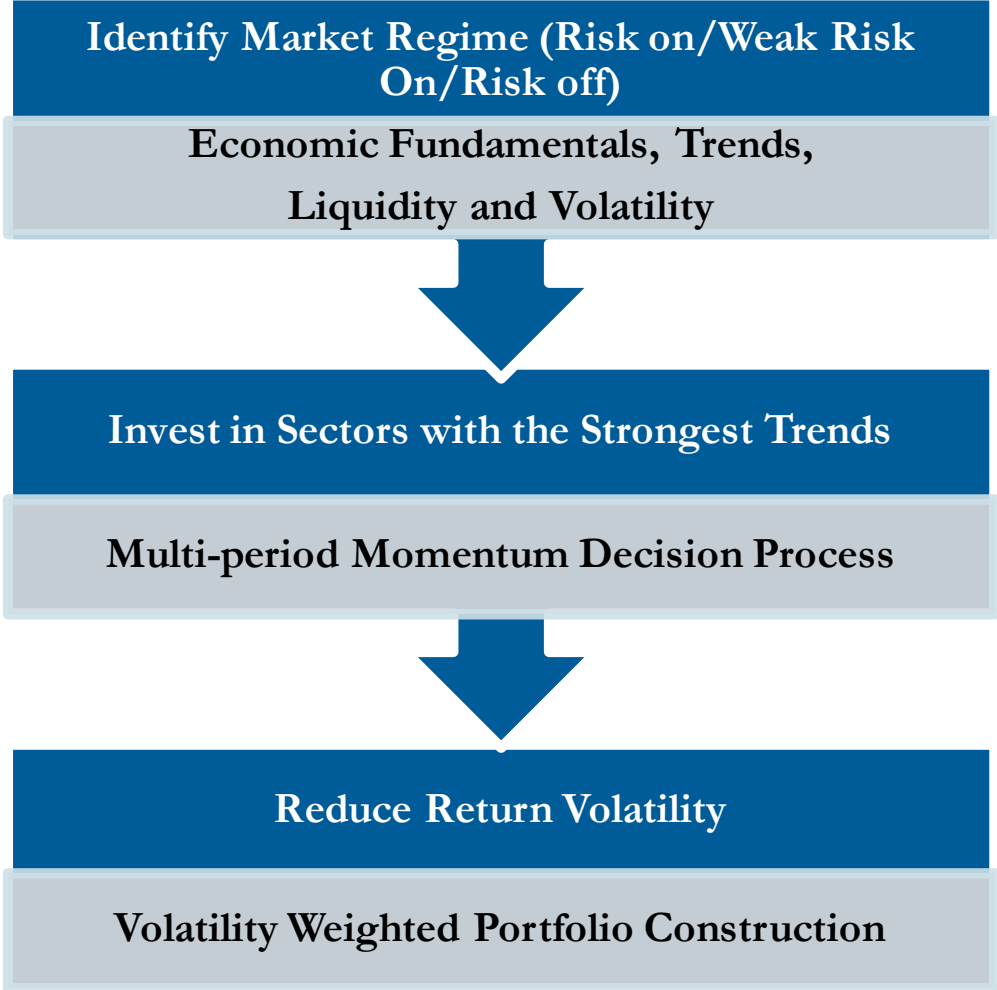 Identify Market Regime (Risk on/Weak Risk
On/Risk off)
Economic Fundamentals, Trends,
Liquidity and Volatility
Invest in Sectors with the Strongest Trends
Multi-period Momentum Decision Process
Reduce Return Volatility
Volatility Weighted Portfolio Construction